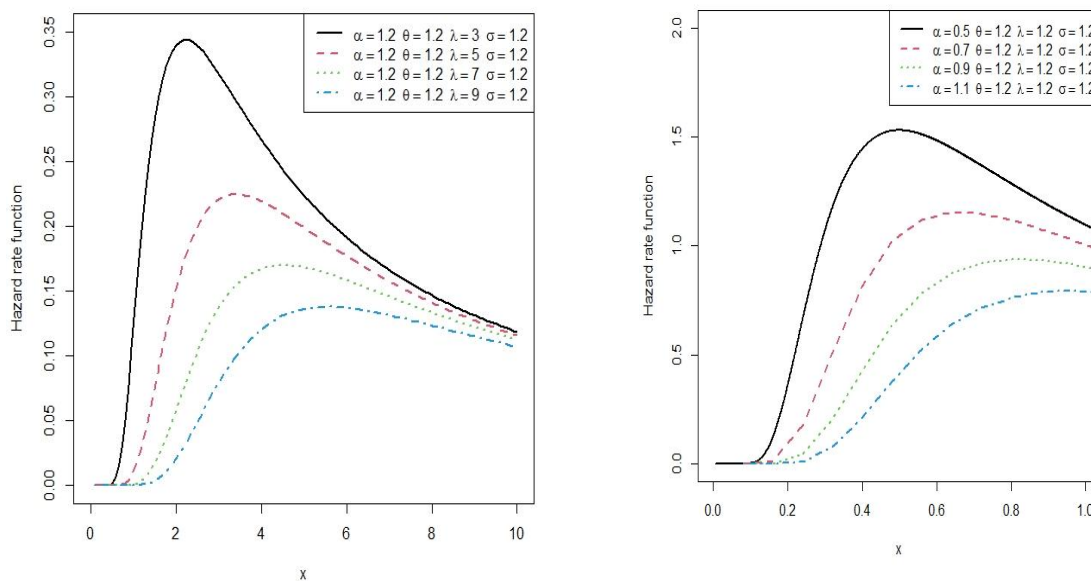 α = 1.2 θ = 1.2 λ = 3 σ = 1.2
α = 1.2 θ = 1.2 λ = 5 σ = 1.2
α = 1.2 θ = 1.2 λ = 7 σ = 1.2
α = 1.2 θ = 1.2 λ = 9 σ = 1.2
Hazard rate function
0.35
0.30
0.25
0.20
0.15
0.10
0.05
0.00
0 2 4 6 8 10
x
α = 0.5 θ = 1.2 λ = 1.2 σ = 1.2
α = 0.7 θ = 1.2 λ = 1.2 σ = 1.2
α = 0.9 θ = 1.2 λ = 1.2 σ = 1.2
α = 1.1 θ = 1.2 λ = 1.2 σ = 1.2
Hazard rate function
2.0
1.5
1.0
0.5
0.0
0.0 0.2 0.4 0.6 0.8 1.0
x